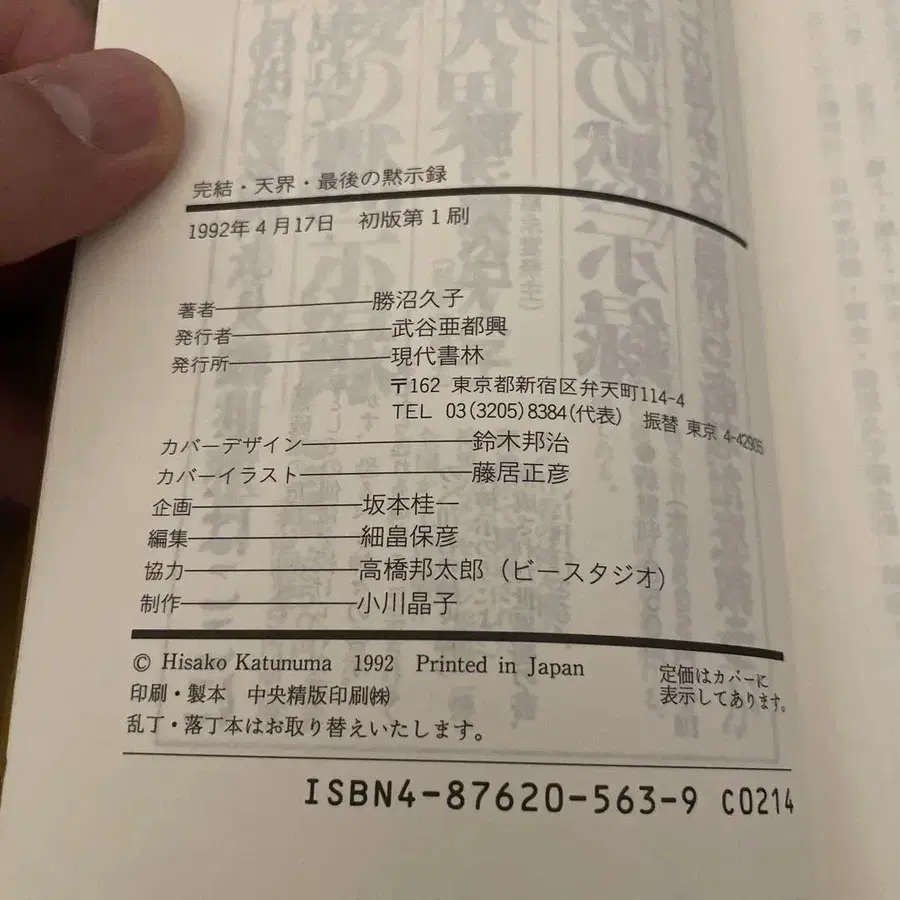 完結・天界・最後の黙示録
1992年4月17日　初版第1刷
著者――勝沼久子
発行者――武谷亜都興
発行所――現代書林
〒162 東京都新宿区弁天町114-4
TEL 03(3205)8384(代表)　振替 東京 4-42905
カバーデザイン――鈴木邦治
カバーイラスト――藤居正彦
企画――坂本桂一
編集――細畠保彦
協力――高橋邦太郎（ビースタジオ）
制作――小川晶子
© Hisako Katunuma 1992 Printed in Japan
印刷・製本　中央精版印刷㈱
乱丁・落丁本はお取り替えいたします。
定価はカバーに
表示してあります。
ISBN4-87620-563-9 C0214